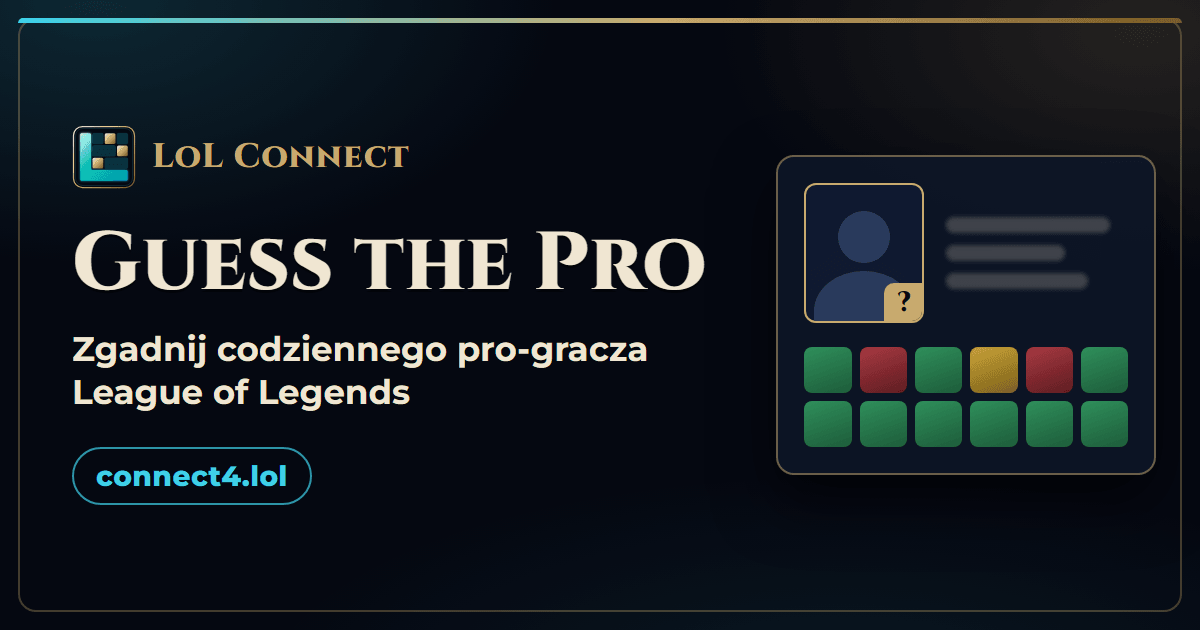 LoL Connect
Guess the Pro
Zgadnij codziennego pro-gracza
League of Legends
connect4.lol
?